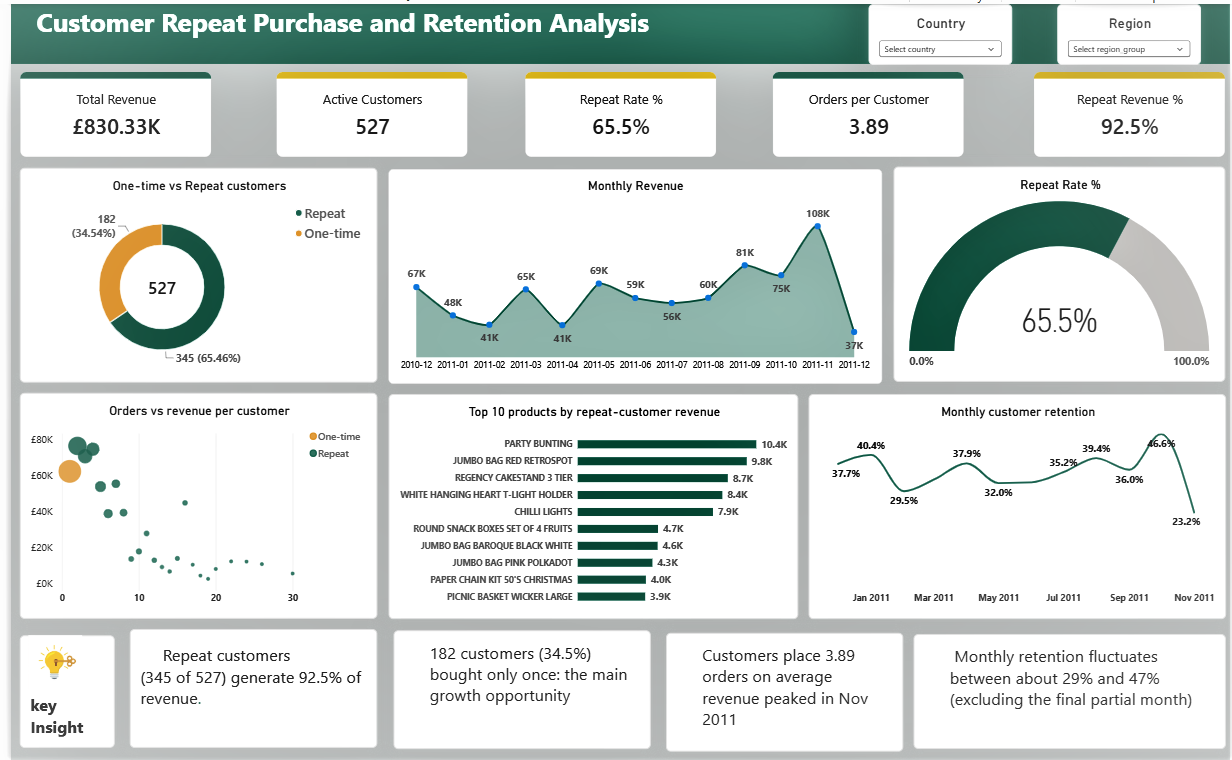 Customer Repeat Purchase and Retention Analysis
Country
Select country
Region
Select region_group
Total Revenue
£830.33K
Active Customers
527
Repeat Rate %
65.5%
Orders per Customer
3.89
Repeat Revenue %
92.5%
One-time vs Repeat customers
182
(34.54%)
Repeat
One-time
527
345 (65.46%)
Monthly Revenue
67K
48K
41K
65K
41K
69K
59K
56K
60K
81K
75K
108K
37K
2010-12 2011-01 2011-02 2011-03 2011-04 2011-05 2011-06 2011-07 2011-08 2011-09 2011-10 2011-11 2011-12
Repeat Rate %
65.5%
0.0%
100.0%
Orders vs revenue per customer
One-time
Repeat
£80K
£60K
£40K
£20K
£0K
0 10 20 30
Top 10 products by repeat-customer revenue
PARTY BUNTING 10.4K
JUMBO BAG RED RETROSPOT 9.8K
REGENCY CAKESTAND 3 TIER 8.7K
WHITE HANGING HEART T-LIGHT HOLDER 8.4K
CHILLI LIGHTS 7.9K
ROUND SNACK BOXES SET OF 4 FRUITS 4.7K
JUMBO BAG BAROQUE BLACK WHITE 4.6K
JUMBO BAG PINK POLKADOT 4.3K
PAPER CHAIN KIT 50'S CHRISTMAS 4.0K
PICNIC BASKET WICKER LARGE 3.9K
Monthly customer retention
37.7%
40.4%
29.5%
37.9%
32.0%
35.2%
39.4%
36.0%
46.6%
23.2%
Jan 2011 Mar 2011 May 2011 Jul 2011 Sep 2011 Nov 2011
key
Insight
Repeat customers
(345 of 527) generate 92.5% of
revenue.
182 customers (34.5%)
bought only once: the main
growth opportunity
Customers place 3.89
orders on average
revenue peaked in Nov
2011
Monthly retention fluctuates
between about 29% and 47%
(excluding the final partial month)